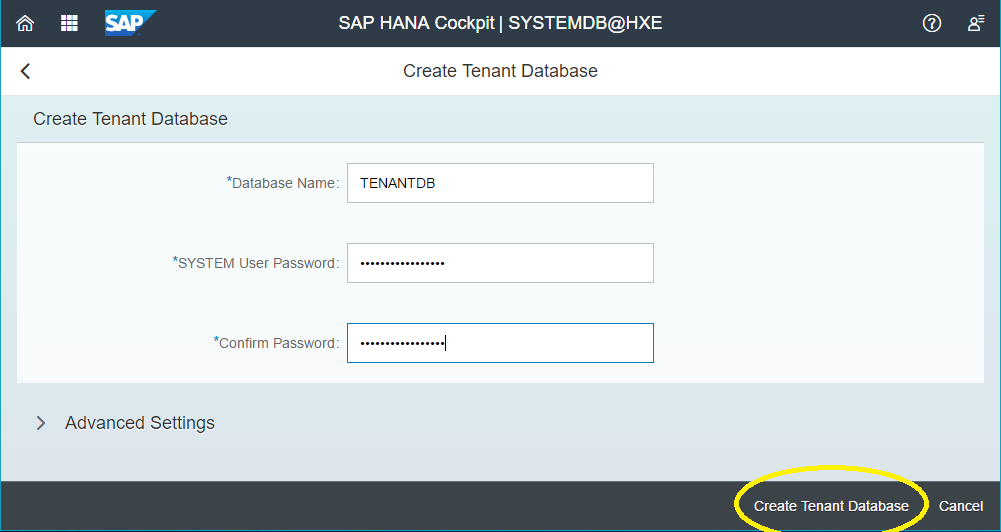 SAP SAP HANA Cockpit | SYSTEMDB@HXE
Create Tenant Database
Create Tenant Database
*Database Name: TENANTDB
*SYSTEM User Password: •••••••••••••••••
*Confirm Password: •••••••••••••••••
Advanced Settings
Create Tenant Database Cancel